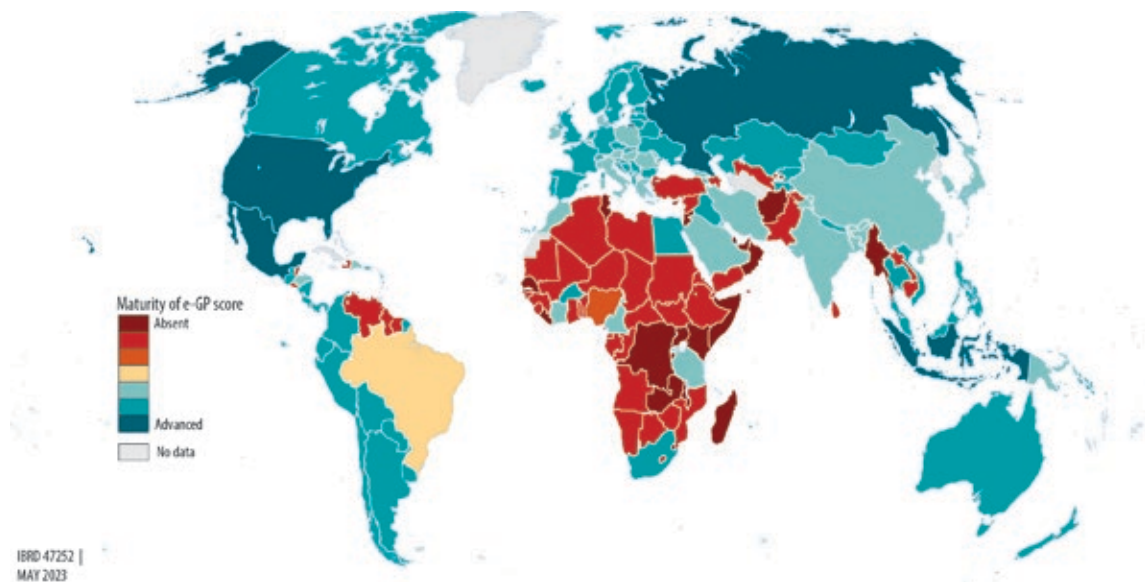 Maturity of e-GP score
Absent
Advanced
No data
IBRD 47252 |
MAY 2023